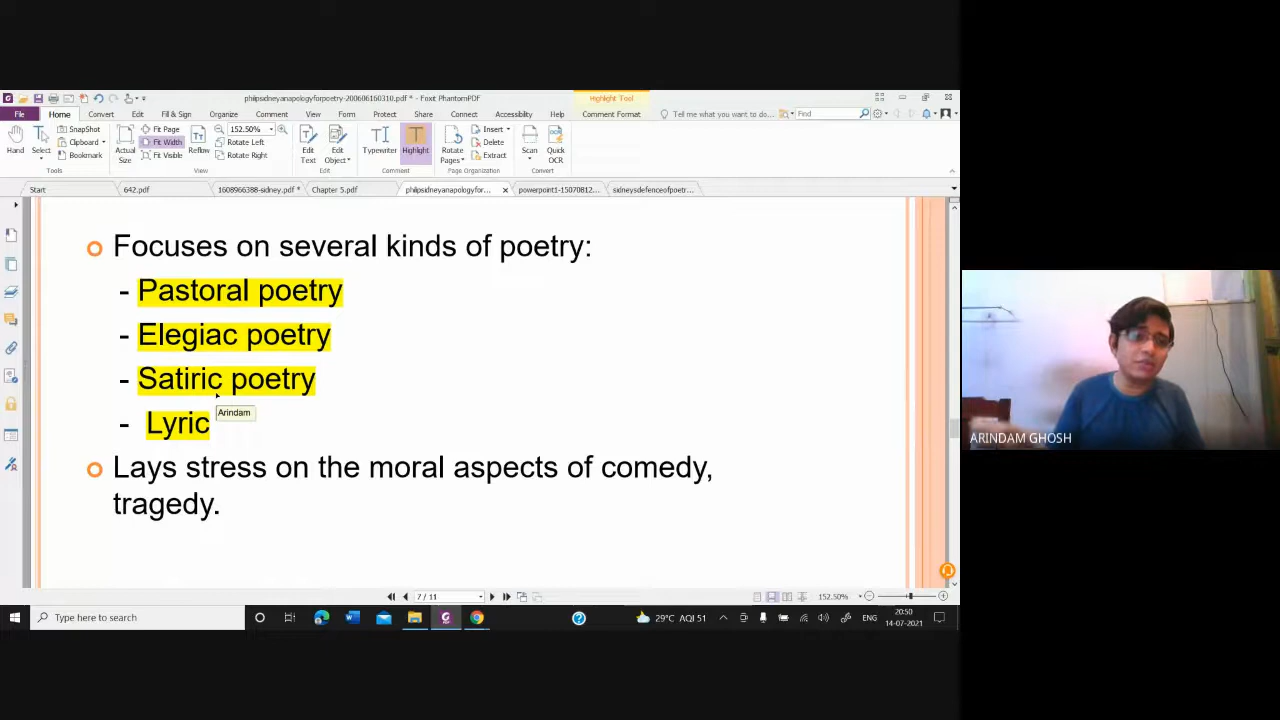 philipsidneyanapologyforpoetry-200606160310.pdf * - Foxit PhantomPDF
Highlight Tool
File Home Convert Edit Fill & Sign Organize Comment View Form Protect Share Connect Accessibility Help Comment Format Tell me what you want to do... Find
Hand Select SnapShot Clipboard Bookmark Actual Size Fit Page Fit Width Fit Visible Reflow 152.50% Rotate Left Rotate Right Edit Text Edit Object Typewriter Highlight Rotate Pages Insert Delete Extract Scan Quick OCR
Tools View Edit Comment Page Organization Convert
Start 642.pdf 1608966388-sidney.pdf * Chapter 5.pdf philpsidneyanapologyfor... powerpoint1-15070812... sidneysdefenceofpoetr...
Focuses on several kinds of poetry:
- Pastoral poetry
- Elegiac poetry
- Satiric poetry
Arindam
- Lyric
Lays stress on the moral aspects of comedy,
tragedy.
ARINDAM GHOSH
7 / 11 152.50%
Type here to search 29°C AQI 51 ENG 20:50
14-07-2021